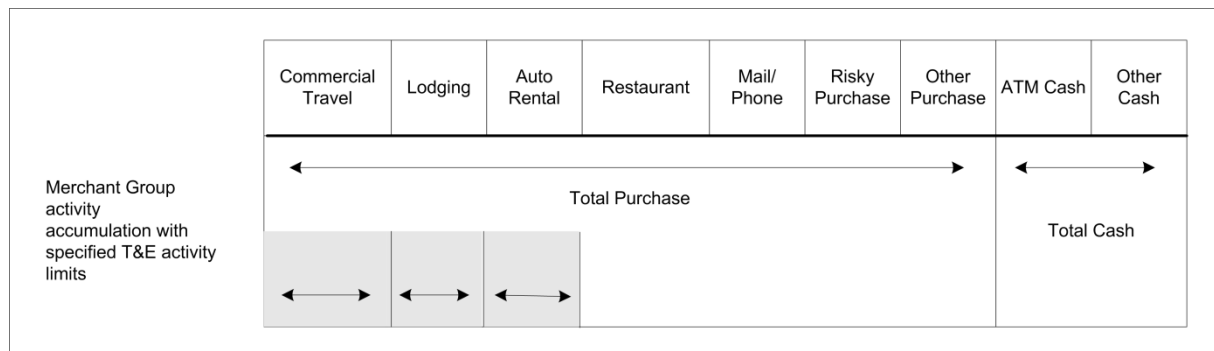 Commercial
Travel
Lodging
Auto
Rental
Restaurant
Mail/
Phone
Risky
Purchase
Other
Purchase
ATM Cash
Other
Cash
Merchant Group
activity
accumulation with
specified T&E activity
limits
Total Purchase
Total Cash